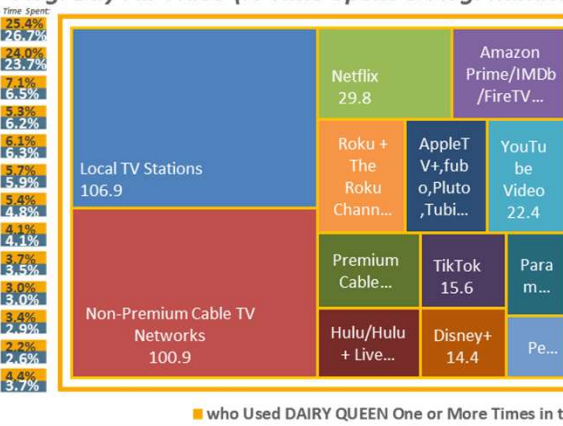 Time Spent:
25.4%
26.7%
24.0%
23.7%
7.1%
6.5%
5.3%
6.2%
6.1%
6.3%
5.7%
5.9%
5.4%
4.8%
4.1%
4.1%
3.7%
3.5%
3.0%
3.0%
3.4%
2.9%
2.2%
2.6%
4.4%
3.7%
Local TV Stations
106.9
Non-Premium Cable TV
Networks
100.9
Netflix
29.8
Amazon
Prime/IMDb
/FireTV...
Roku +
The
Roku
Chann...
AppleT
V+,fub
o,Pluto
,Tubi...
YouTu
be
Video
22.4
Premium
Cable...
TikTok
15.6
Para
m...
Hulu/Hulu
+ Live...
Disney+
14.4
Pe...
who Used DAIRY QUEEN One or More Times in t